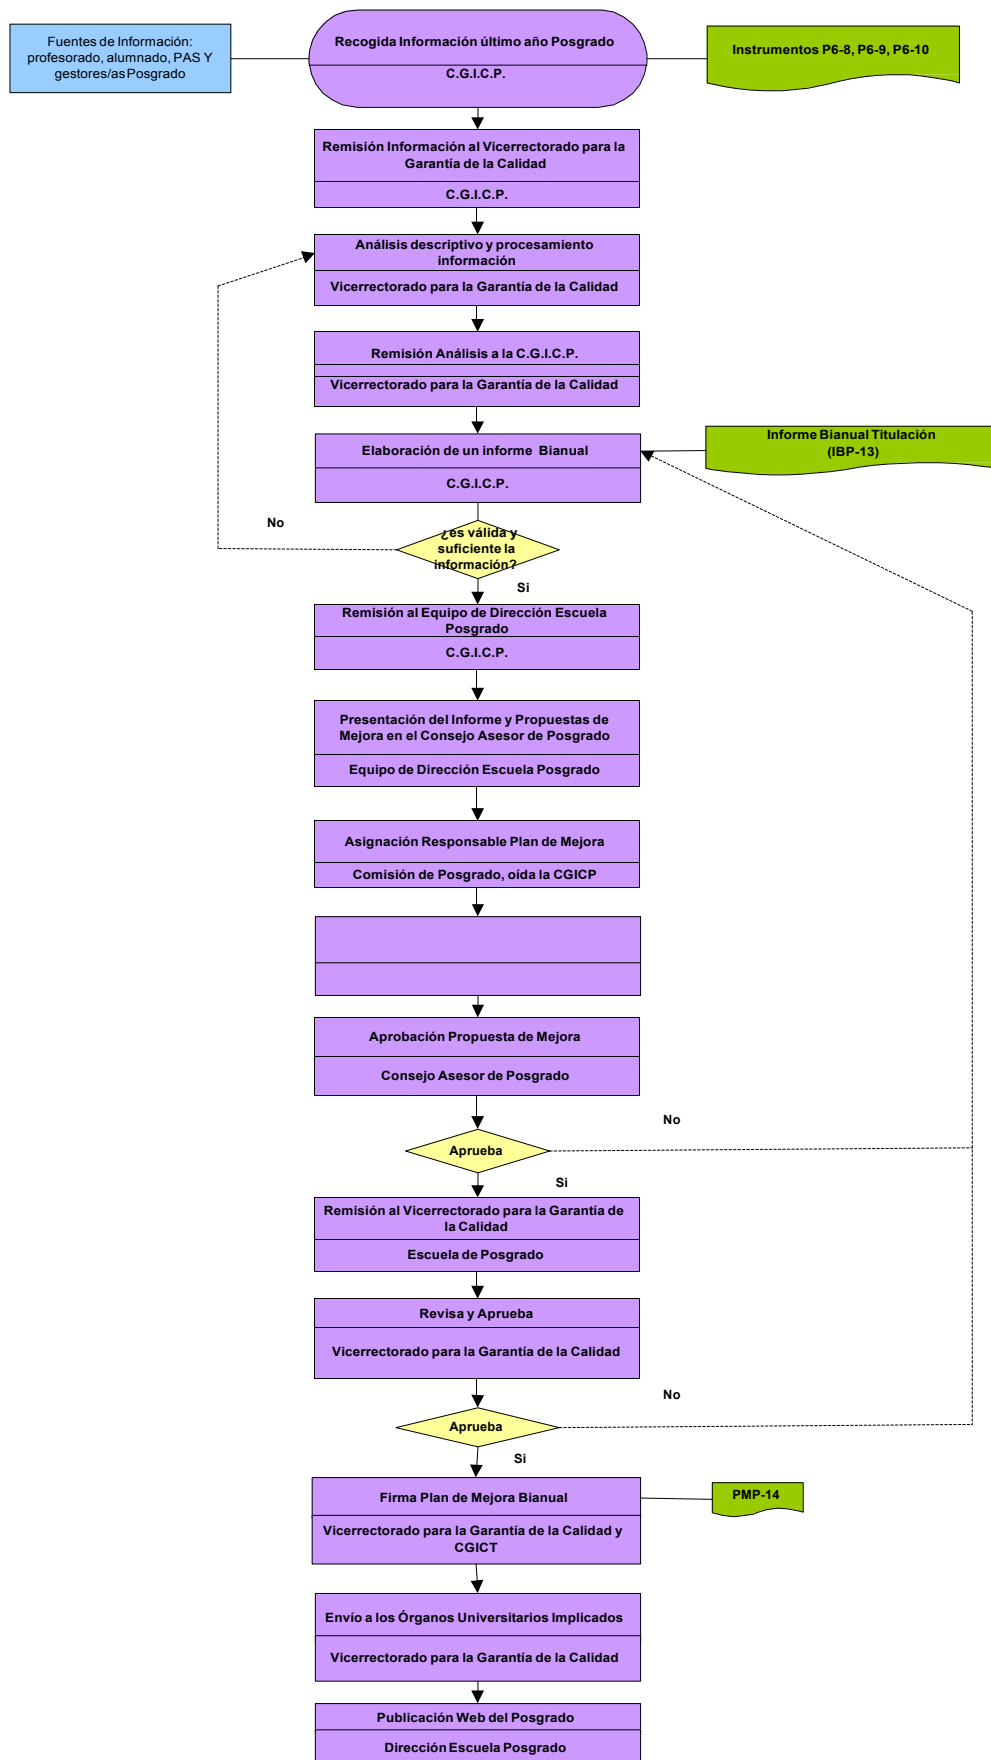 Fuentes de Información:
profesorado, alumnado, PAS Y
gestores/as Posgrado
Recogida Información último año Posgrado
C.G.I.C.P.
Instrumentos P6-8, P6-9, P6-10
Remisión Información al Vicerrectorado para la
Garantía de la Calidad
C.G.I.C.P.
Análisis descriptivo y procesamiento
información
Vicerrectorado para la Garantía de la Calidad
Remisión Análisis a la C.G.I.C.P.
Vicerrectorado para la Garantía de la Calidad
Elaboración de un informe Bianual
C.G.I.C.P.
Informe Bianual Titulación
(IBP-13)
No
¿es válida y
suficiente la
información?
Si
Remisión al Equipo de Dirección Escuela
Posgrado
C.G.I.C.P.
Presentación del Informe y Propuestas de
Mejora en el Consejo Asesor de Posgrado
Equipo de Dirección Escuela Posgrado
Asignación Responsable Plan de Mejora
Comisión de Posgrado, oída la CGICP
Aprobación Propuesta de Mejora
Consejo Asesor de Posgrado
No
Aprueba
Si
Remisión al Vicerrectorado para la Garantía de
la Calidad
Escuela de Posgrado
Revisa y Aprueba
Vicerrectorado para la Garantía de la Calidad
No
Aprueba
Si
Firma Plan de Mejora Bianual
Vicerrectorado para la Garantía de la Calidad y
CGICT
PMP-14
Envío a los Órganos Universitarios Implicados
Vicerrectorado para la Garantía de la Calidad
Publicación Web del Posgrado
Dirección Escuela Posgrado